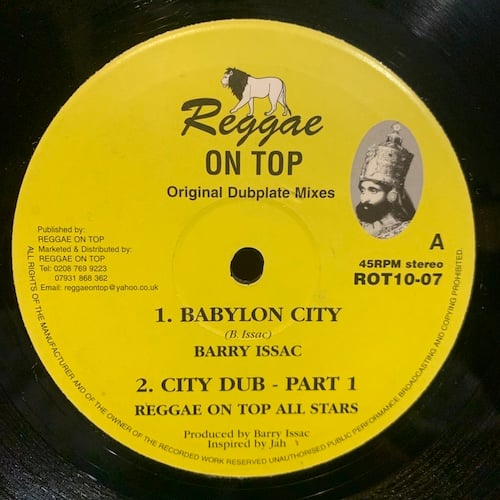 Reggae
ON TOP
Original Dubplate Mixes
Published by:
REGGAE ON TOP
Marketed & Distributed by:
REGGAE ON TOP
Tel: 0208 769 9223
07931 868 362
Email: reggaeontop@yahoo.co.uk
A
45RPM stereo
ROT10-07
1. BABYLON CITY
(B. Issac)
BARRY ISSAC
2. CITY DUB - PART 1
REGGAE ON TOP ALL STARS
Produced by Barry Issac
Inspired by Jah
ALL RIGHTS OF THE MANUFACTURER AND OF THE OWNER OF THE RECORDED WORK RESERVED UNAUTHORISED PUBLIC PERFORMANCE BROADCASTING AND COPYING PROHIBITED.